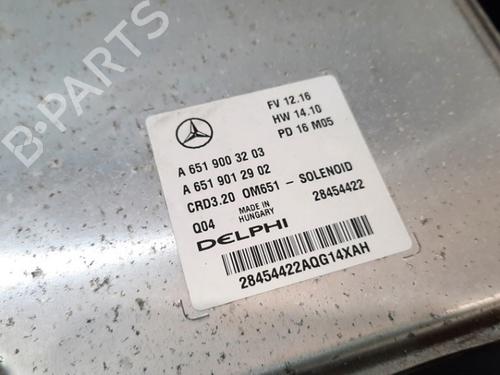 FV 12.16
HW 14.10
PD 16 M05
A 651 900 32 03
A 651 901 29 02
CRD3.20 OM651 - SOLENOID
Q04 MADE IN HUNGARY 28454422
DELPHI
28454422AQG14XAH
B-PARTS